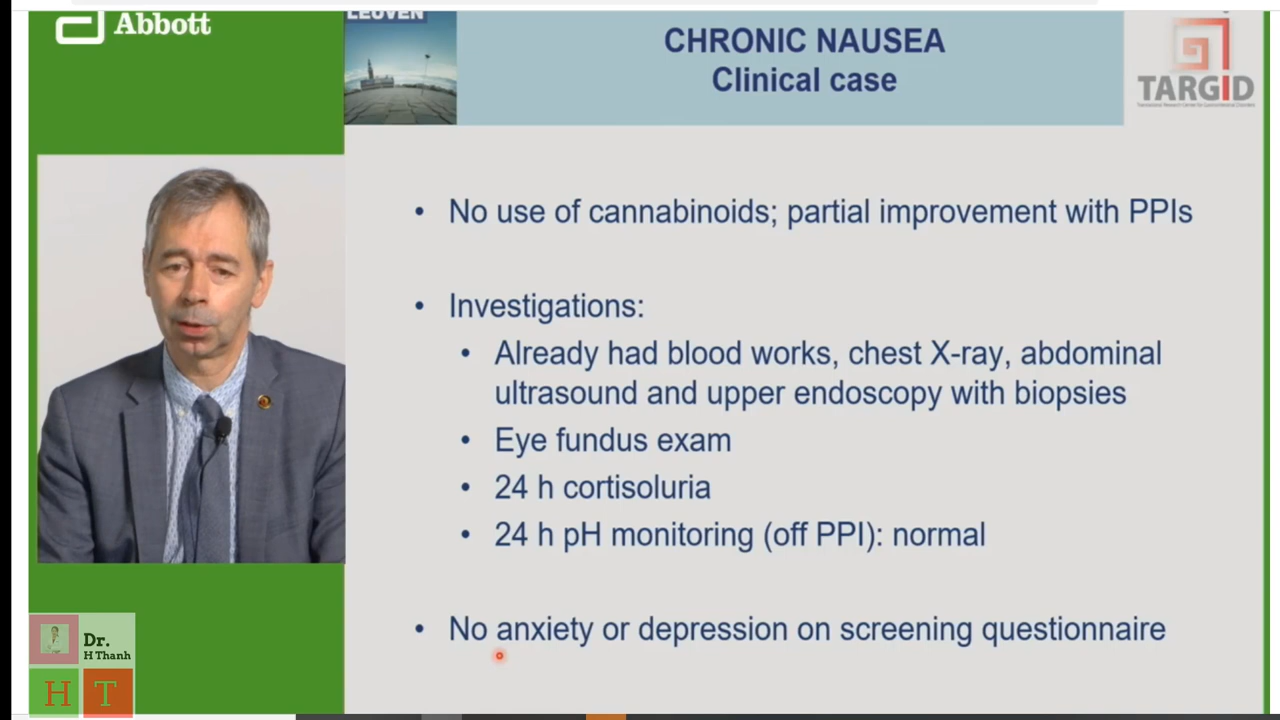 Abbott
LEUVEN
CHRONIC NAUSEA
Clinical case
TARGID
• No use of cannabinoids; partial improvement with PPIs
• Investigations:
• Already had blood works, chest X-ray, abdominal
ultrasound and upper endoscopy with biopsies
• Eye fundus exam
• 24 h cortisoluria
• 24 h pH monitoring (off PPI): normal
• No anxiety or depression on screening questionnaire
Dr.
H Thanh
H T